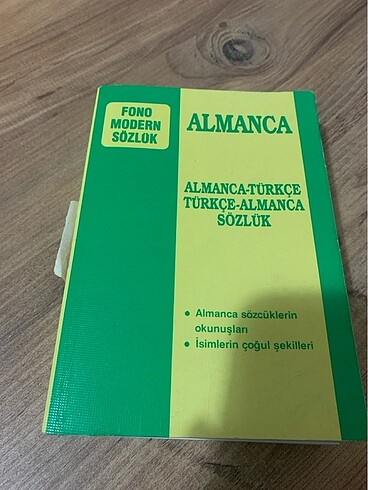 FONO
MODERN
SÖZLÜK
ALMANCA
ALMANCA-TÜRKÇE
TÜRKÇE-ALMANCA
SÖZLÜK
• Almanca sözcüklerin
okunuşları
• İsimlerin çoğul şekilleri